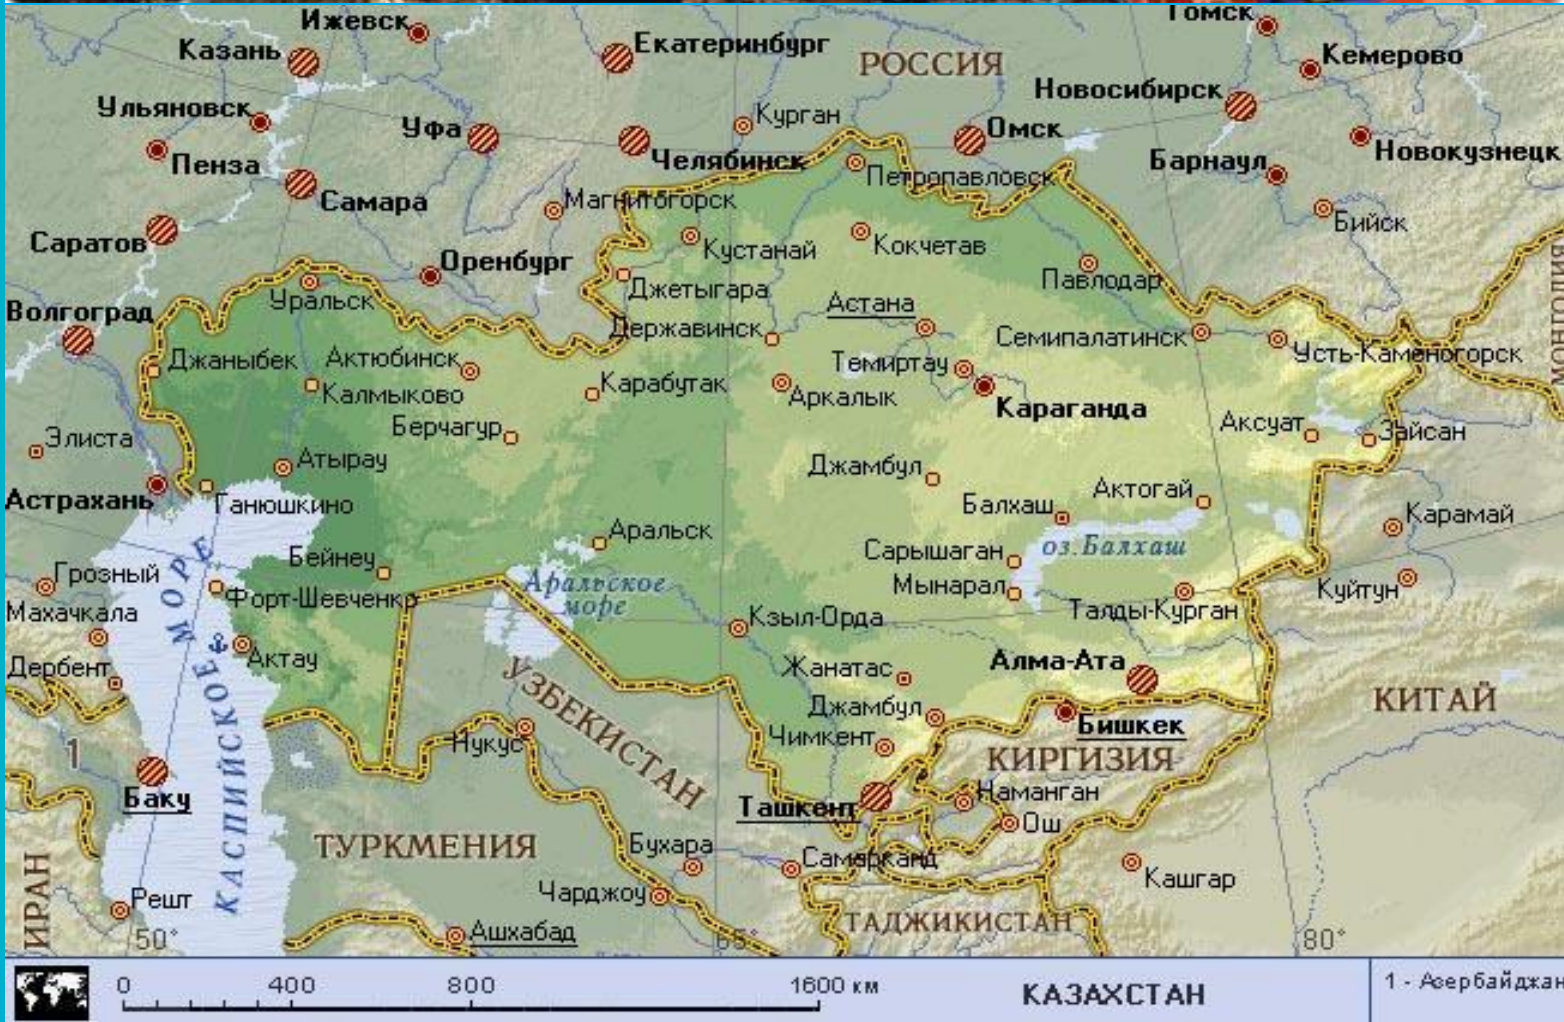 Ижевск
Томск
Казань
Екатеринбург
РОССИЯ
Кемерово
Новосибирск
Ульяновск
Уфа
Курган
Омск
Пенза
Челябинск
Барнаул
Новокузнецк
Петропавловск
Самара
Магнитогорск
Бийск
Саратов
Кустанай
Кокчетав
Оренбург
Джетыгара
Павлодар
Уральск
Астана
Волгоград
Державинск
Семипалатинск
Усть-Каменогорск
Джаныбек
Актюбинск
Темиртау
МОНГОЛИЯ
Калмыково
Карабутак
Аркалык
Караганда
Берчагур
Аксуат
Зайсан
Элиста
Атырау
Джамбул
Актогай
Астрахань
Ганюшкино
Балхаш
Карамай
Аральск
Сарышаган
оз.Балхаш
Бейнеу
Грозный
Аральское
море
Мынарал
Куйтун
Форт-Шевченко
Талды-Курган
Махачкала
Кзыл-Орда
КАСПИЙСКОЕ МОРЕ
Актау
Дербент
Жанатас
Алма-Ата
УЗБЕКИСТАН
КИТАЙ
Джамбул
Бишкек
Нукус
Чимкент
1
КИРГИЗИЯ
Баку
Ташкент
Наманган
Ош
ТУРКМЕНИЯ
Бухара
Самарканд
Кашгар
Чарджоу
ИРАН
Решт
ТАДЖИКИСТАН
Ашхабад
50°
65°
80°
0 400 800 1600 км
КАЗАХСТАН
1 - Азербайджан